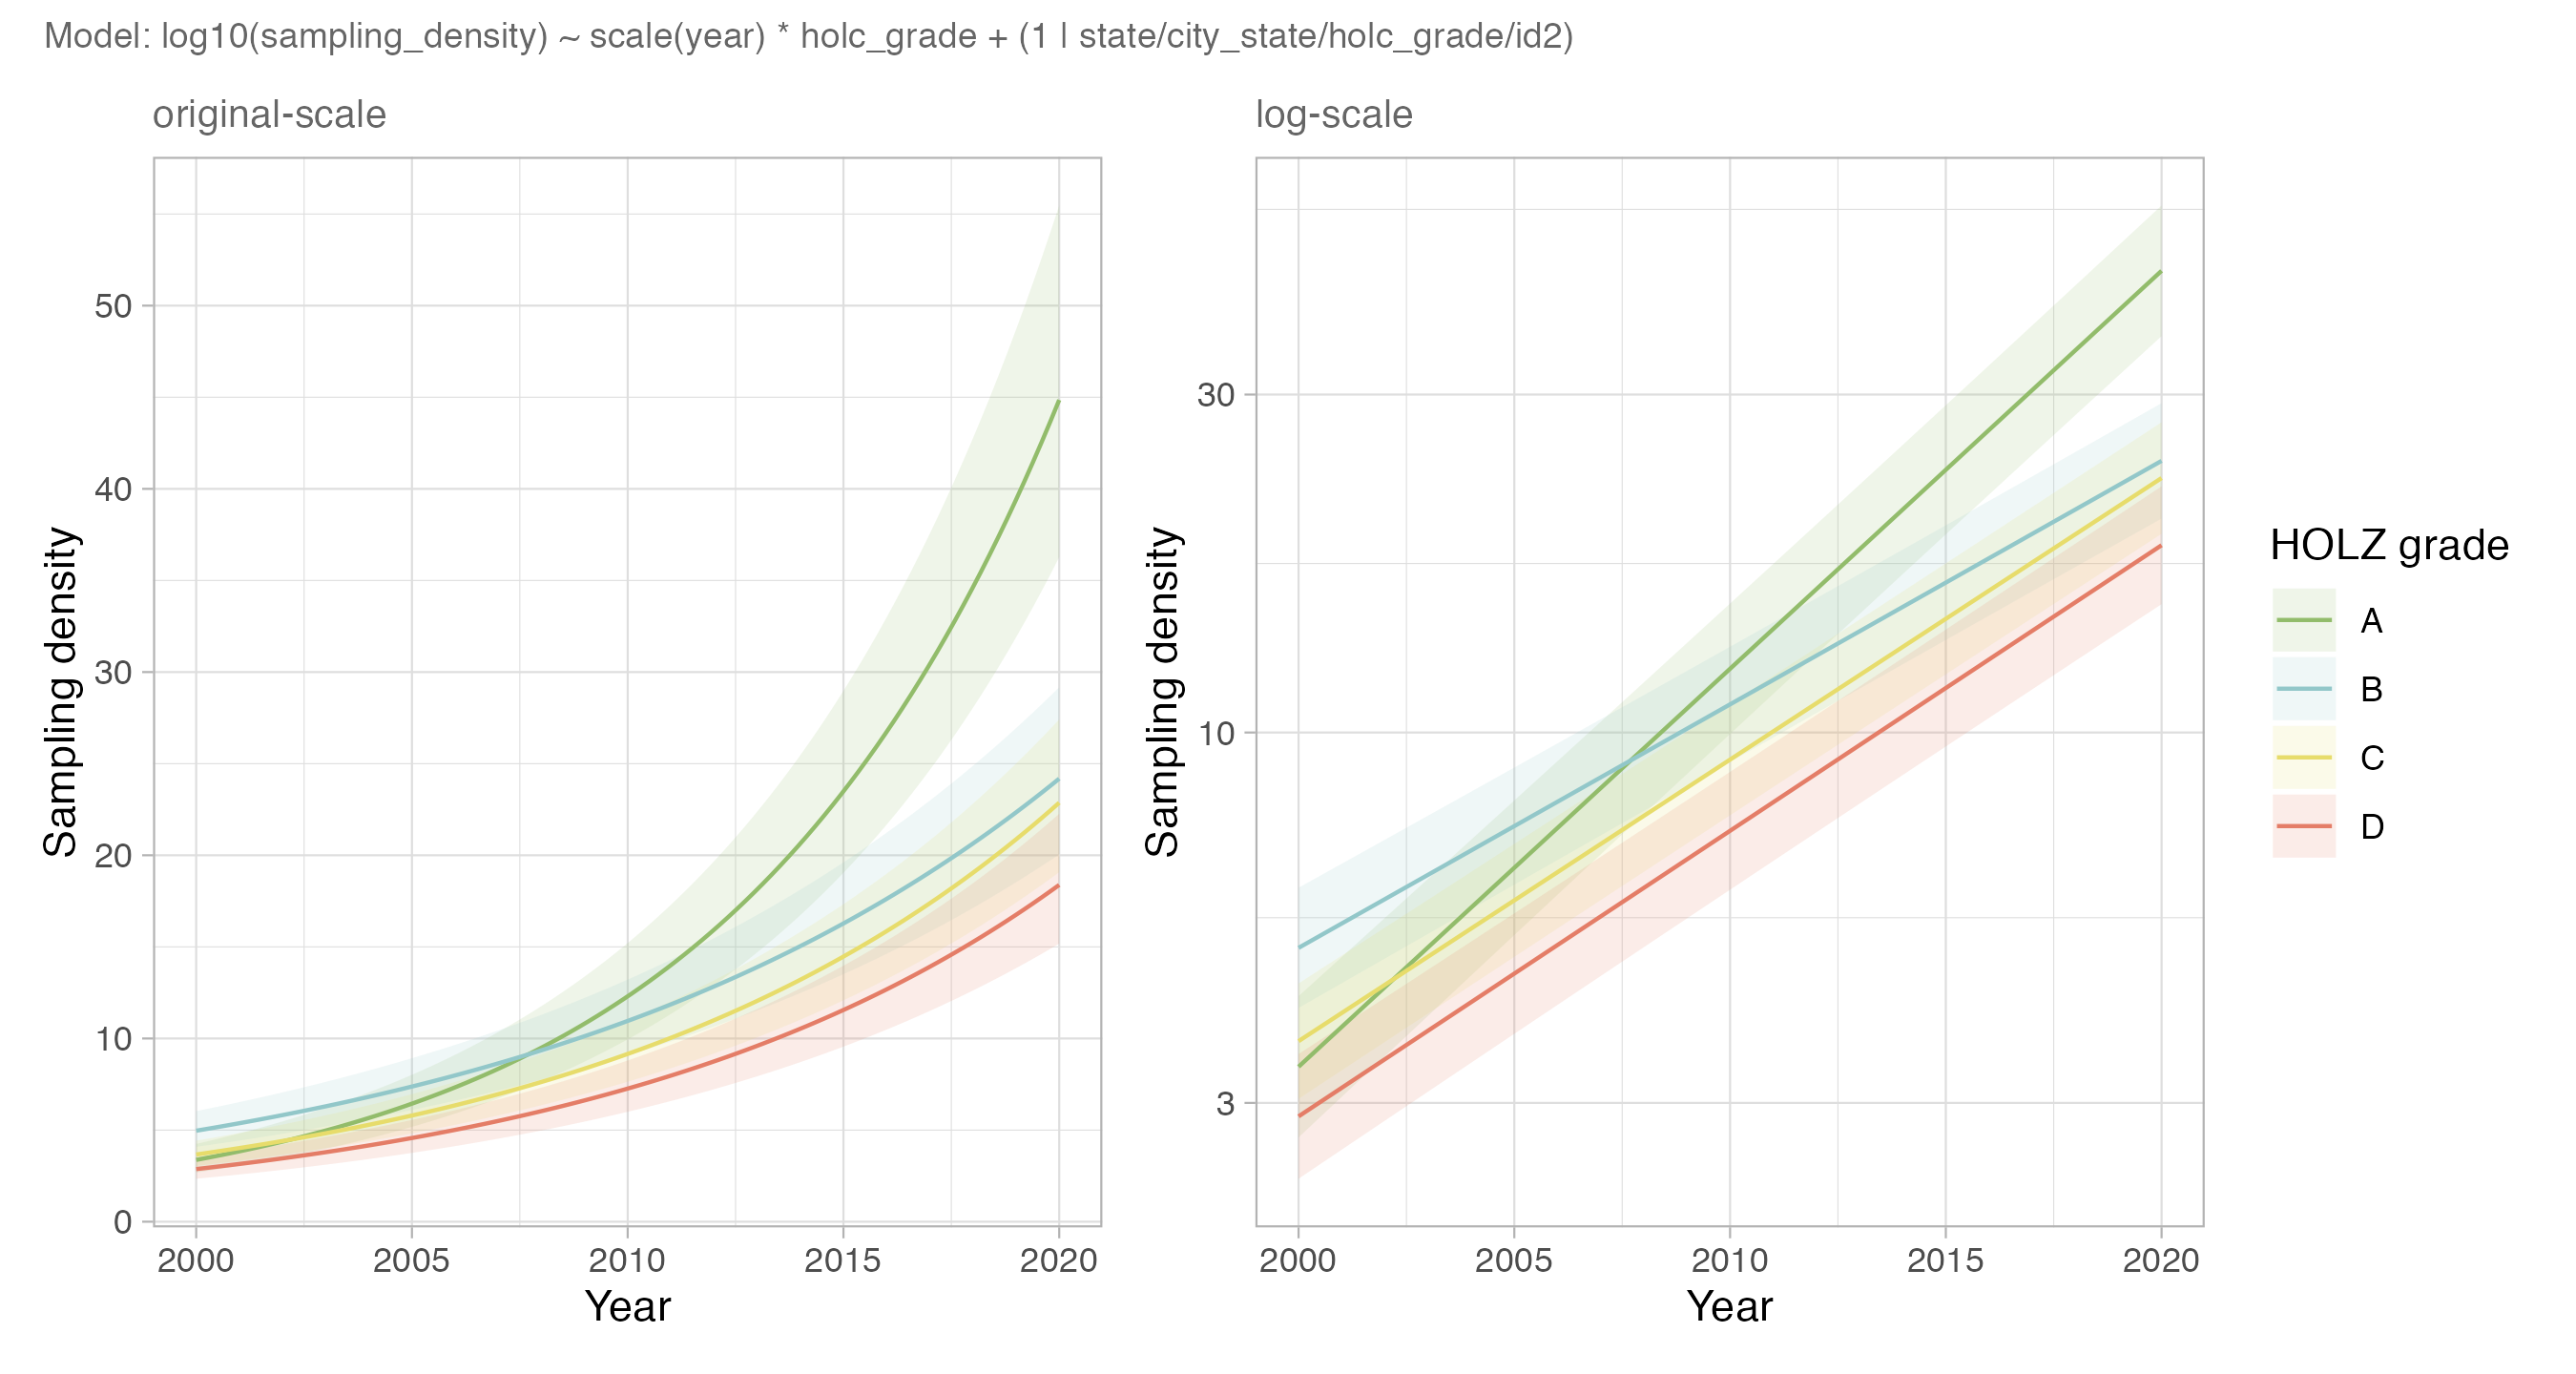 Model: log10(sampling_density) ~ scale(year) * holc_grade + (1 | state/city_state/holc_grade/id2)
original-scale
Sampling density
50
40
30
20
10
0
2000 2005 2010 2015 2020
Year
log-scale
Sampling density
30
10
3
2000 2005 2010 2015 2020
Year
HOLZ grade
A
B
C
D